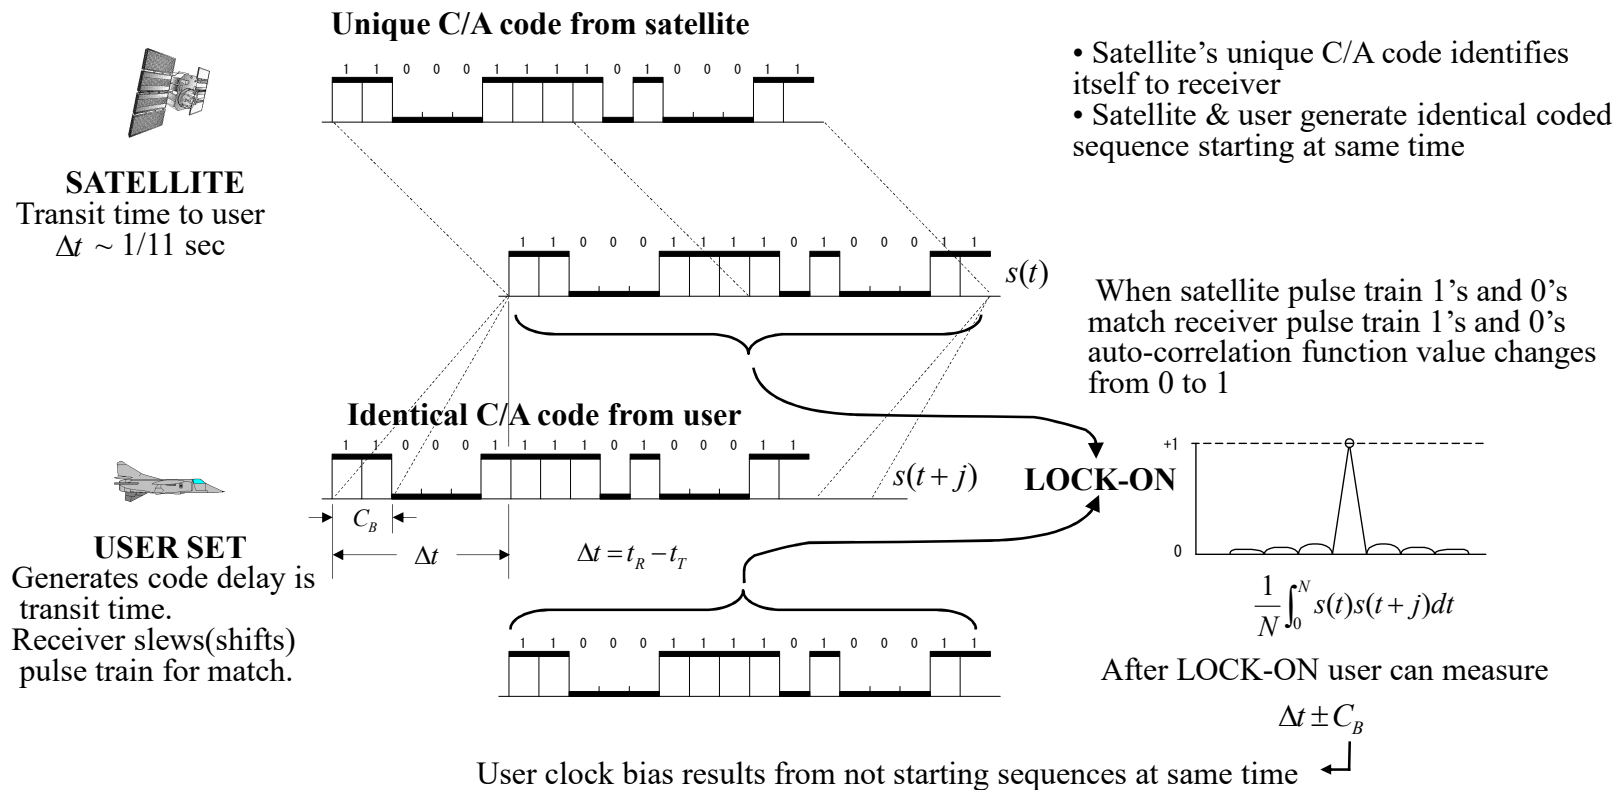 Unique C/A code from satellite
1 1 0 0 0 1 1 1 1 0 1 0 0 0 1 1
• Satellite's unique C/A code identifies
itself to receiver
• Satellite & user generate identical coded
sequence starting at same time
SATELLITE
Transit time to user
Δt ~ 1/11 sec
1 1 0 0 0 1 1 1 1 0 1 0 0 0 1 1
s(t)
When satellite pulse train 1's and 0's
match receiver pulse train 1's and 0's
auto-correlation function value changes
from 0 to 1
Identical C/A code from user
1 1 0 0 0 1 1 1 1 0 1 0 0 0 1 1
s(t + j)
LOCK-ON
+1
0
C_B
Δt
Δt = t_R − t_T
USER SET
Generates code delay is
transit time.
Receiver slews(shifts)
pulse train for match.
1 1 0 0 0 1 1 1 1 0 1 0 0 0 1 1
1/N ∫_0^N s(t)s(t + j)dt
After LOCK-ON user can measure
Δt ± C_B
User clock bias results from not starting sequences at same time